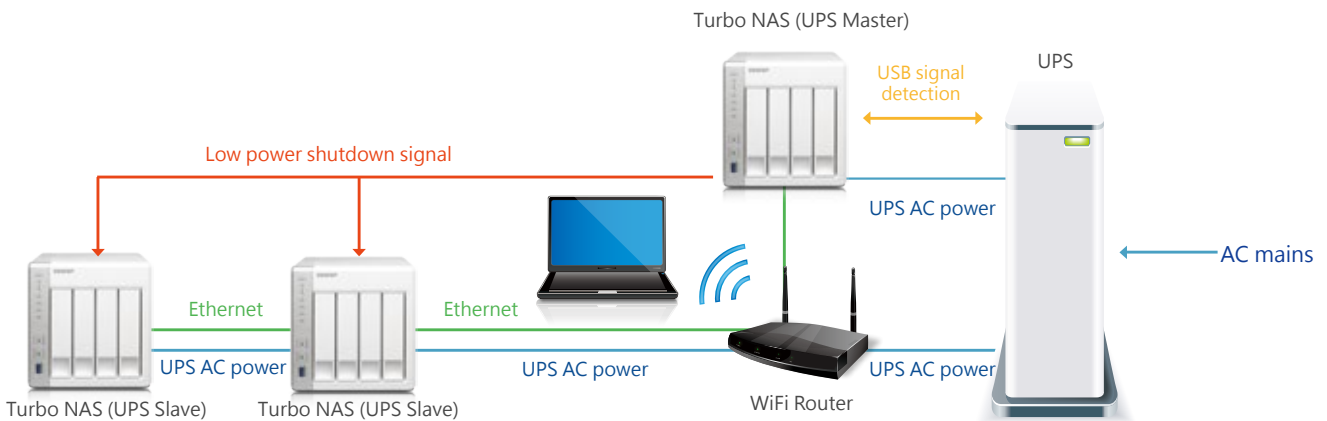 Turbo NAS (UPS Master)
UPS
USB signal
detection
Low power shutdown signal
UPS AC power
AC mains
Ethernet
Ethernet
UPS AC power
UPS AC power
UPS AC power
Turbo NAS (UPS Slave)
Turbo NAS (UPS Slave)
WiFi Router